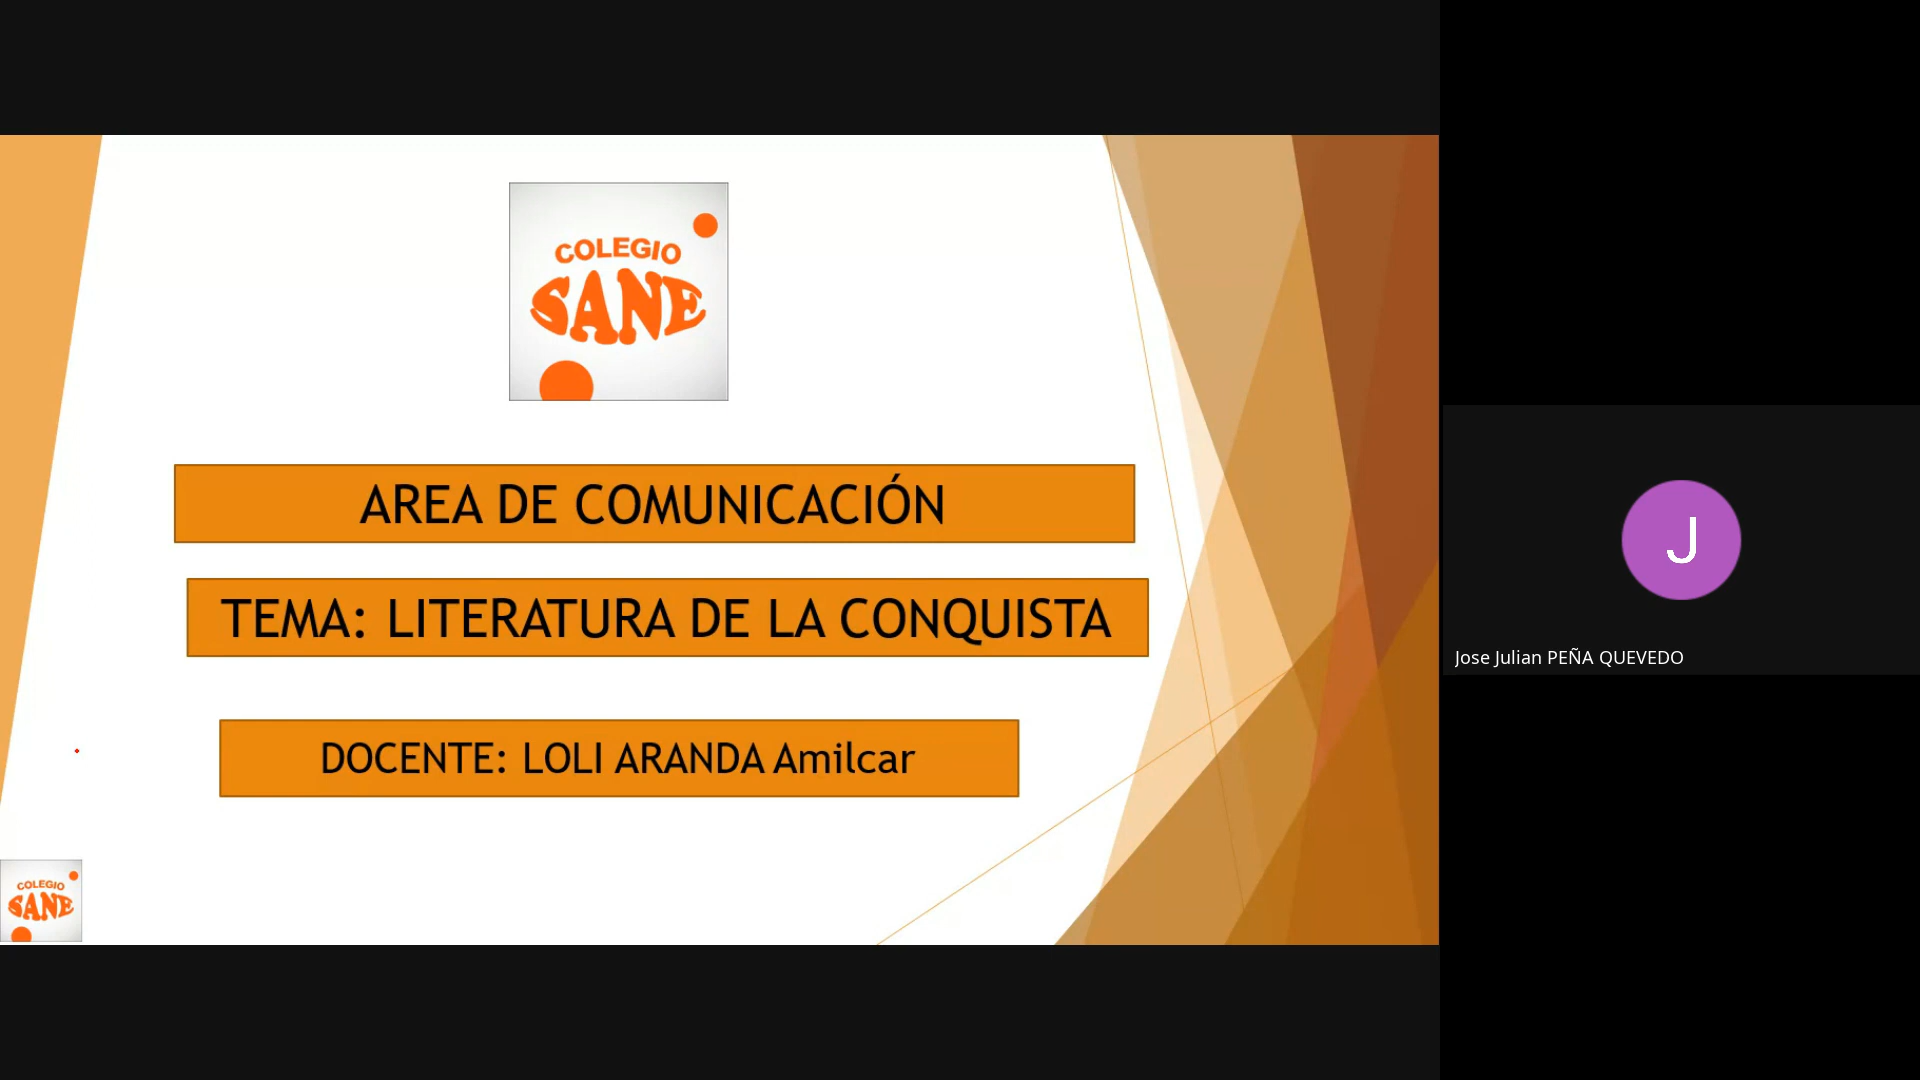 COLEGIO
SANE
AREA DE COMUNICACIÓN
TEMA: LITERATURA DE LA CONQUISTA
DOCENTE: LOLI ARANDA Amilcar
COLEGIO
SANE
J
Jose Julian PEÑA QUEVEDO